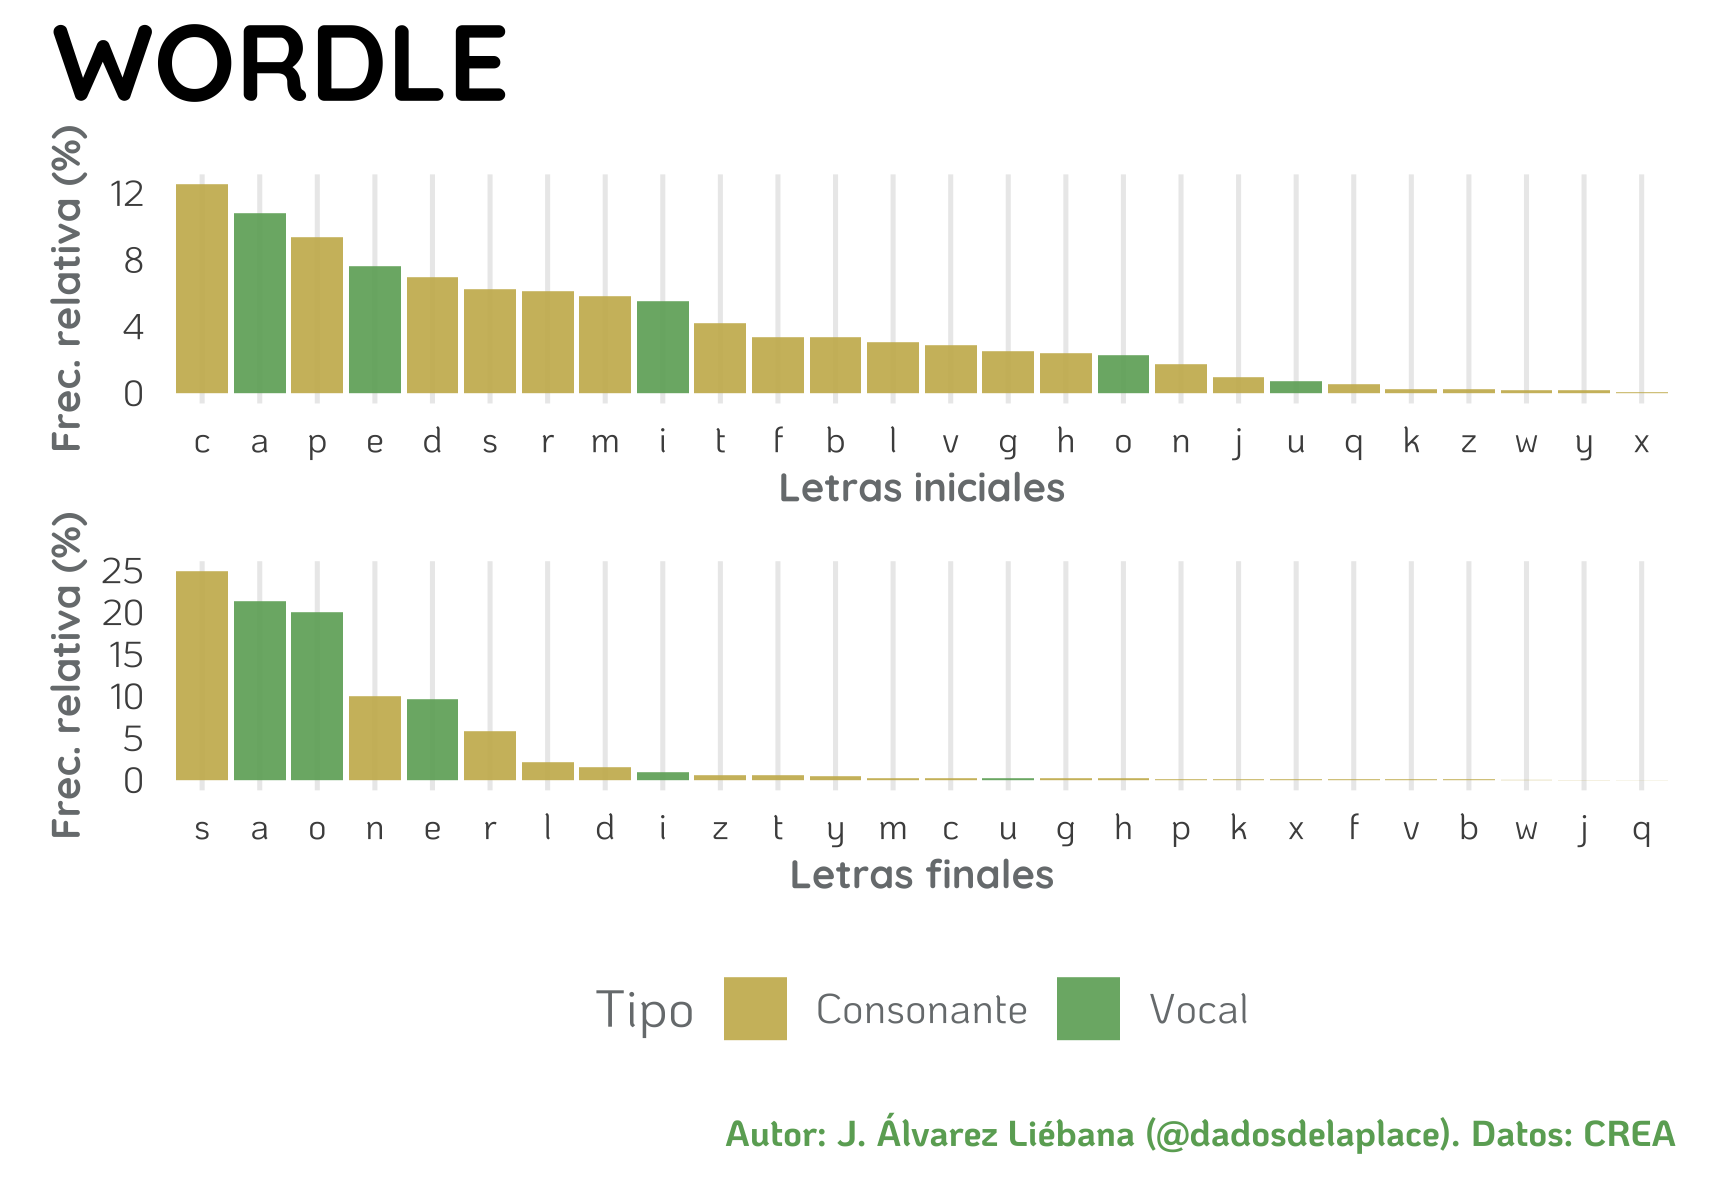 WORDLE
Frec. relativa (%)
12
8
4
0
c a p e d s r m i t f b l v g h o n j u q k z w y x
Letras iniciales
Frec. relativa (%)
25
20
15
10
5
0
s a o n e r l d i z t y m c u g h p k x f v b w j q
Letras finales
Tipo Consonante Vocal
Autor: J. Álvarez Liébana (@dadosdelaplace). Datos: CREA